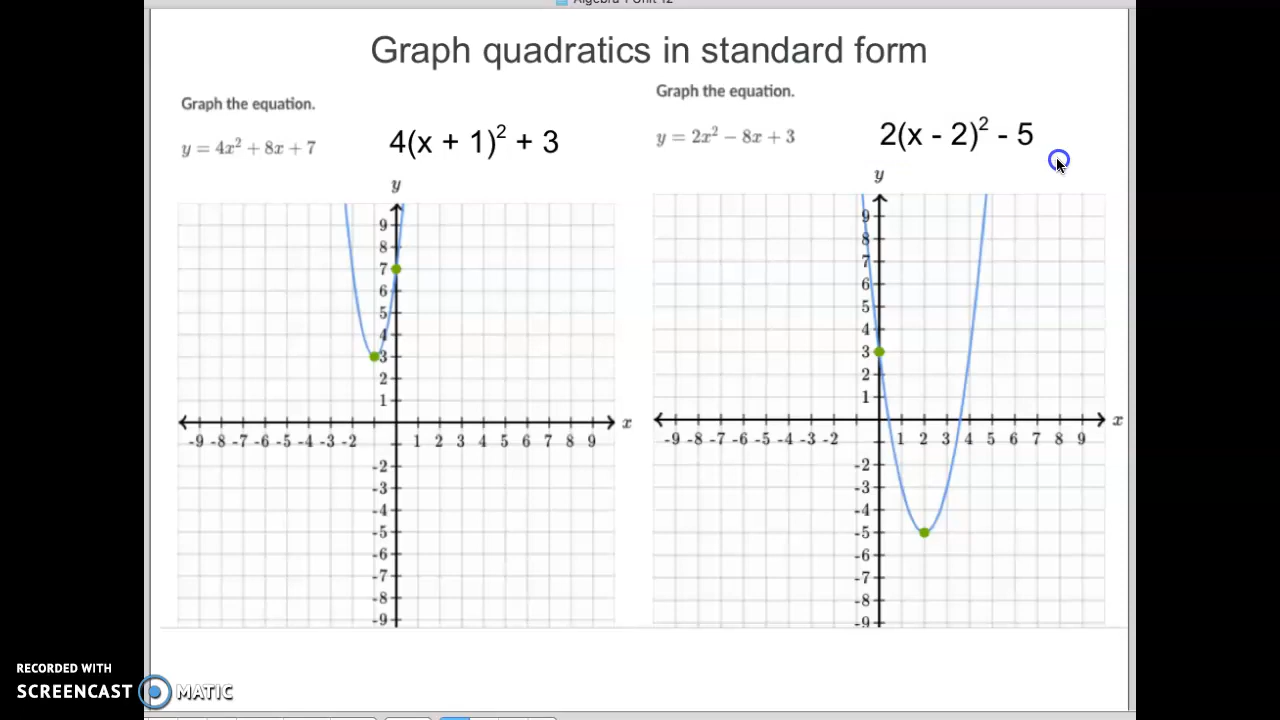 Algebra 1 Unit 12
Graph quadratics in standard form
Graph the equation.
y = 4x² + 8x + 7
4(x + 1)² + 3
y
9
8
7
6
5
4
3
2
1
-9 -8 -7 -6 -5 -4 -3 -2 1 2 3 4 5 6 7 8 9
x
-2
-3
-4
-5
-6
-7
-8
-9
Graph the equation.
y = 2x² − 8x + 3
2(x - 2)² - 5
y
9
8
7
6
5
4
3
2
1
-9 -8 -7 -6 -5 -4 -3 -2 1 2 3 4 5 6 7 8 9
x
-2
-3
-4
-5
-6
-7
-8
-9
RECORDED WITH
SCREENCAST MATIC